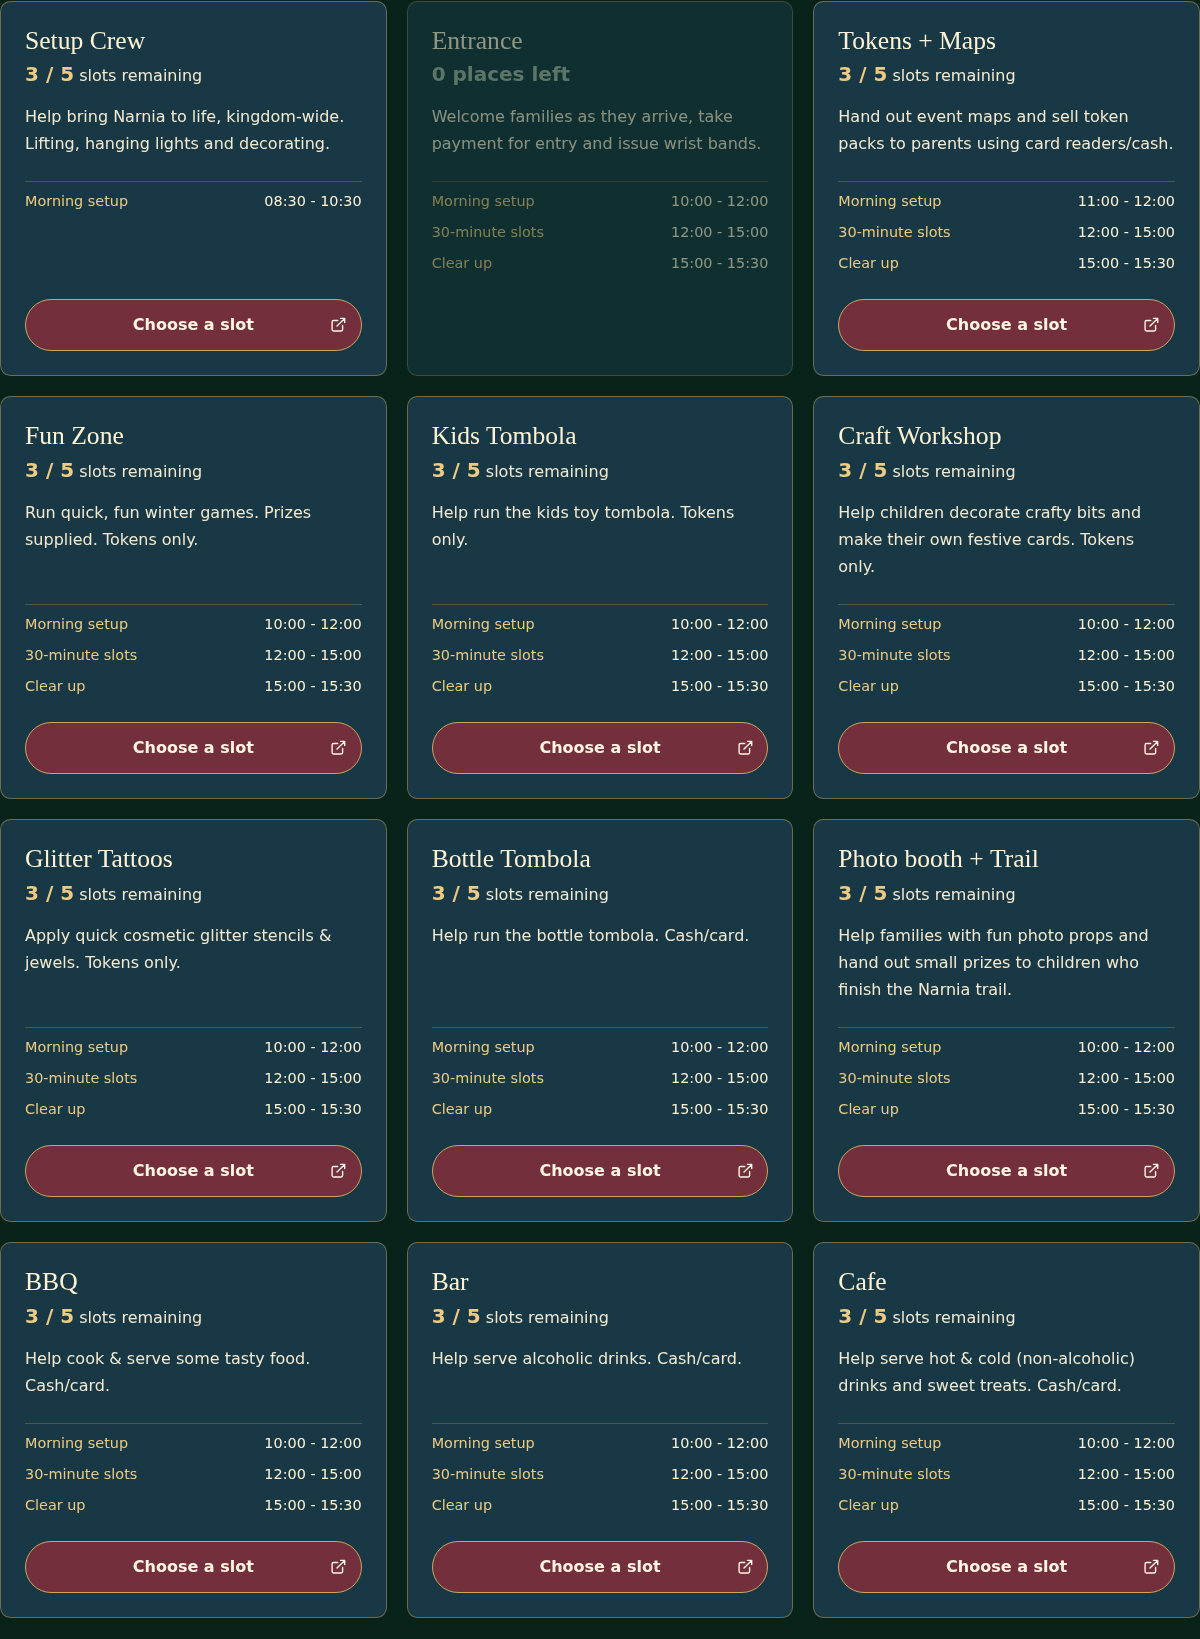 Setup Crew
3 / 5 slots remaining
Help bring Narnia to life, kingdom-wide.
Lifting, hanging lights and decorating.
Morning setup 08:30 - 10:30
Choose a slot
Entrance
0 places left
Welcome families as they arrive, take
payment for entry and issue wrist bands.
Morning setup 10:00 - 12:00
30-minute slots 12:00 - 15:00
Clear up 15:00 - 15:30
Tokens + Maps
3 / 5 slots remaining
Hand out event maps and sell token
packs to parents using card readers/cash.
Morning setup 11:00 - 12:00
30-minute slots 12:00 - 15:00
Clear up 15:00 - 15:30
Choose a slot
Fun Zone
3 / 5 slots remaining
Run quick, fun winter games. Prizes
supplied. Tokens only.
Morning setup 10:00 - 12:00
30-minute slots 12:00 - 15:00
Clear up 15:00 - 15:30
Choose a slot
Kids Tombola
3 / 5 slots remaining
Help run the kids toy tombola. Tokens
only.
Morning setup 10:00 - 12:00
30-minute slots 12:00 - 15:00
Clear up 15:00 - 15:30
Choose a slot
Craft Workshop
3 / 5 slots remaining
Help children decorate crafty bits and
make their own festive cards. Tokens
only.
Morning setup 10:00 - 12:00
30-minute slots 12:00 - 15:00
Clear up 15:00 - 15:30
Choose a slot
Glitter Tattoos
3 / 5 slots remaining
Apply quick cosmetic glitter stencils &
jewels. Tokens only.
Morning setup 10:00 - 12:00
30-minute slots 12:00 - 15:00
Clear up 15:00 - 15:30
Choose a slot
Bottle Tombola
3 / 5 slots remaining
Help run the bottle tombola. Cash/card.
Morning setup 10:00 - 12:00
30-minute slots 12:00 - 15:00
Clear up 15:00 - 15:30
Choose a slot
Photo booth + Trail
3 / 5 slots remaining
Help families with fun photo props and
hand out small prizes to children who
finish the Narnia trail.
Morning setup 10:00 - 12:00
30-minute slots 12:00 - 15:00
Clear up 15:00 - 15:30
Choose a slot
BBQ
3 / 5 slots remaining
Help cook & serve some tasty food.
Cash/card.
Morning setup 10:00 - 12:00
30-minute slots 12:00 - 15:00
Clear up 15:00 - 15:30
Choose a slot
Bar
3 / 5 slots remaining
Help serve alcoholic drinks. Cash/card.
Morning setup 10:00 - 12:00
30-minute slots 12:00 - 15:00
Clear up 15:00 - 15:30
Choose a slot
Cafe
3 / 5 slots remaining
Help serve hot & cold (non-alcoholic)
drinks and sweet treats. Cash/card.
Morning setup 10:00 - 12:00
30-minute slots 12:00 - 15:00
Clear up 15:00 - 15:30
Choose a slot